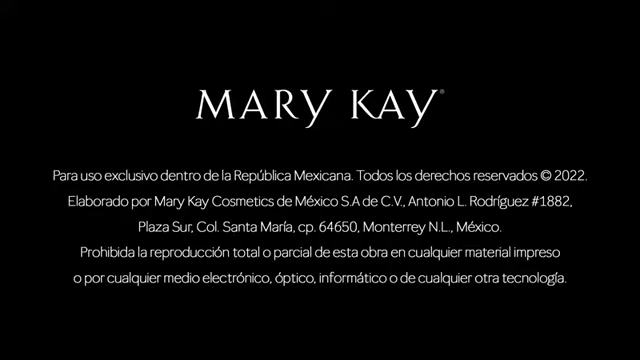 MARY KAY®
Para uso exclusivo dentro de la República Mexicana. Todos los derechos reservados © 2022.
Elaborado por Mary Kay Cosmetics de México S.A de C.V., Antonio L. Rodríguez #1882,
Plaza Sur, Col. Santa María, cp. 64650, Monterrey N.L., México.
Prohibida la reproducción total o parcial de esta obra en cualquier material impreso
o por cualquier medio electrónico, óptico, informático o de cualquier otra tecnología.